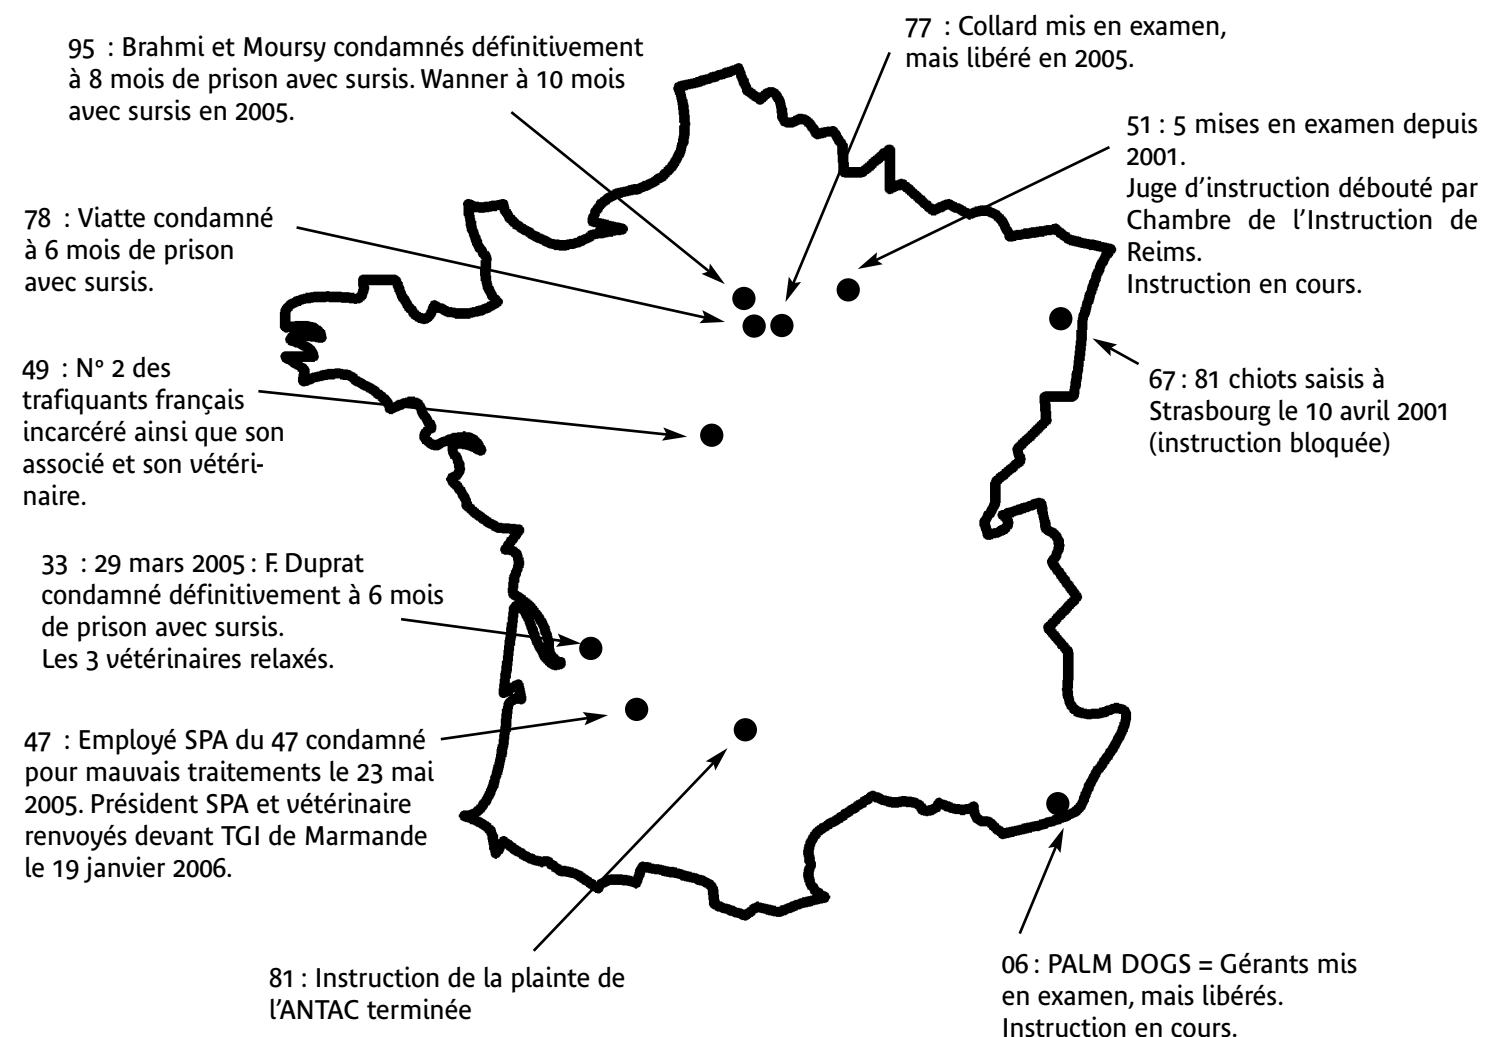 95 : Brahmi et Moursy condamnés définitivement
à 8 mois de prison avec sursis. Wanner à 10 mois
avec sursis en 2005.
77 : Collard mis en examen,
mais libéré en 2005.
51 : 5 mises en examen depuis
2001.
Juge d'instruction débouté par
Chambre de l'Instruction de
Reims.
Instruction en cours.
78 : Viatte condamné
à 6 mois de prison
avec sursis.
67 : 81 chiots saisis à
Strasbourg le 10 avril 2001
(instruction bloquée)
49 : N° 2 des
trafiquants français
incarcéré ainsi que son
associé et son vétéri-
naire.
33 : 29 mars 2005 : F. Duprat
condamné définitivement à 6 mois
de prison avec sursis.
Les 3 vétérinaires relaxés.
47 : Employé SPA du 47 condamné
pour mauvais traitements le 23 mai
2005. Président SPA et vétérinaire
renvoyés devant TGI de Marmande
le 19 janvier 2006.
81 : Instruction de la plainte de
l'ANTAC terminée
06 : PALM DOGS = Gérants mis
en examen, mais libérés.
Instruction en cours.